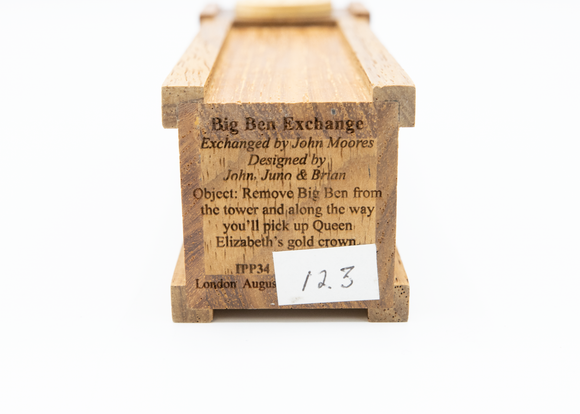 Big Ben Exchange
Exchanged by John Moores
Designed by
John, Juno & Brian
Object: Remove Big Ben from
the tower and along the way
you'll pick up Queen
Elizabeth's gold crown.
IPP34
London Augus
12.3